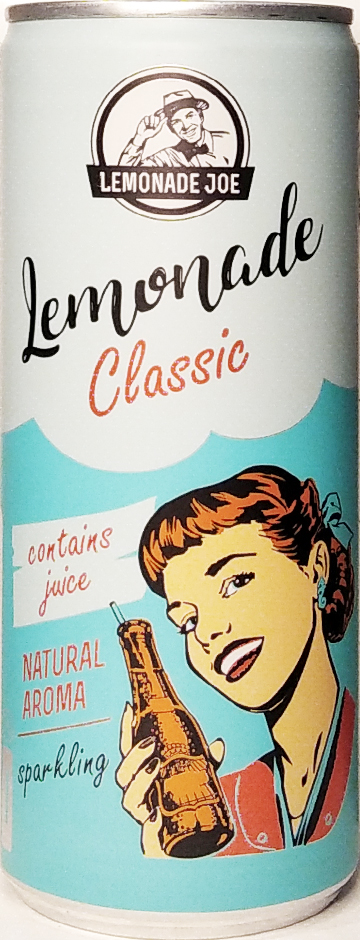 LEMONADE JOE
Lemonade
Classic
contains
juice
NATURAL
AROMA
sparkling